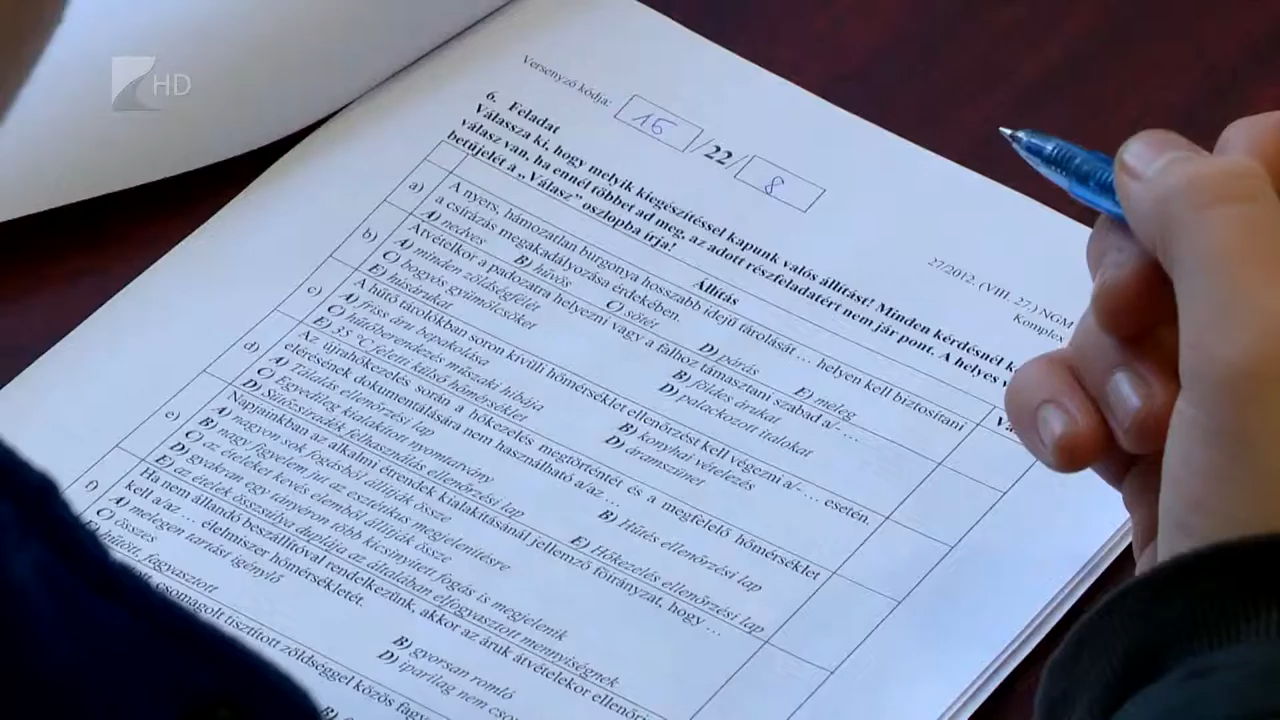 HD
Versenyző kódja: 15 /22/ 8
27/2012. (VIII. 27.) NGM
Komplex
6. Feladat
Válassza ki, hogy melyik kiegészítéssel kapunk valós állítást! Minden kérdésnél
válasz van, ha ennél többet ad meg, az adott részfeladatért nem jár pont. A helyes
betűjelét a „Válasz” oszlopba írja!
Állítás
a) A nyers, hámozatlan burgonya hosszabb idejű tárolását … helyen kell biztosítani
a csírázás megakadályozása érdekében.
A) nedves B) hűvös C) sötét D) párás E) meleg
b) Átvételkor a padozatra helyezni vagy a falhoz támasztani szabad a/- …
A) minden zöldségfélét B) földes árukat
C) bogyós gyümölcsöket D) palackozott italokat
E) húsárukat
c) A hűtő tárolókban soron kívüli hőmérséklet ellenőrzést kell végezni a/- … esetén.
A) friss áru bepakolása B) konyhai vételezés
C) hűtőberendezés műszaki hibája D) áramszünet
E) 35 °C feletti külső hőmérséklet
d) Az újrahőkezelés során a hőkezelés megtörténtét és a megfelelő hőmérséklet
elérésének dokumentálására nem használható a/az …
A) Tálalás ellenőrzési lap B) Hűtés ellenőrzési lap
C) Egyedileg kialakított nyomtatvány
D) Sütőzsiradék felhasználás ellenőrzési lap E) Hőkezelés ellenőrzési lap
e) Napjainkban az alkalmi étrendek kialakításánál jellemző főirányzat, hogy …
A) nagyon sok fogásból állítják össze
B) nagy figyelem jut az esztétikus megjelenítésre
C) az étrendeket kevés elemből állítják össze
D) gyakran egy tányéron több kicsinyített fogás is megjelenik
E) az ételek összsúlya duplája az általában elfogyasztott mennyiségnek
f) Ha nem állandó beszállítóval rendelkezünk, akkor az áruk átvételekor
kell a/az … élelmiszer hőmérsékletét.
A) melegen tartást igénylő B) gyorsan romló
C) összes D) iparilag nem
E) hűtött, fagyasztott
csomagolt tisztított zöldséggel közös